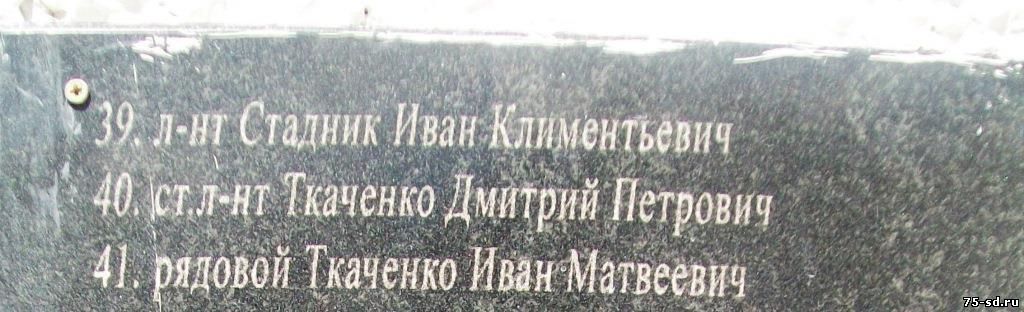 39. л-нт Стадник Иван Климентьевич
40. ст.л-нт Ткаченко Дмитрий Петрович
41. рядовой Ткаченко Иван Матвеевич
75-sd.ru